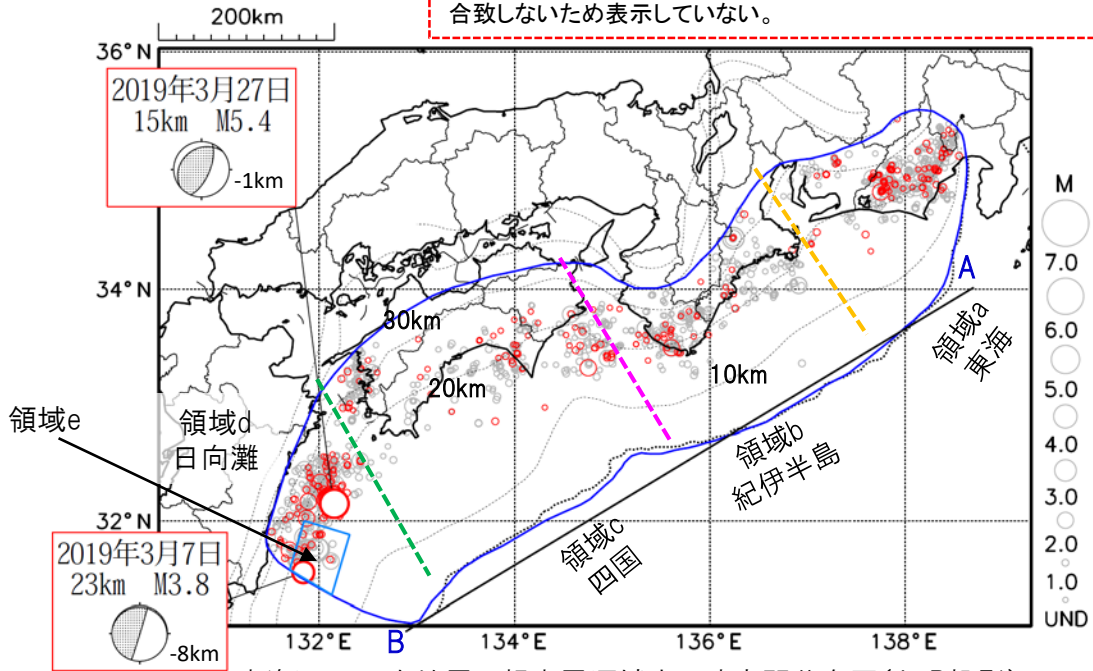 200km
合致しないため表示していない。
36°N
2019年3月27日
15km M5.4
-1km
M
7.0
6.0
5.0
4.0
3.0
2.0
1.0
UND
A
34°N
30km
20km
10km
領域a
東海
領域b
紀伊半島
領域c
四国
領域d
日向灘
領域e
32°N
2019年3月7日
23km M3.8
-8km
B
132°E
134°E
136°E
138°E